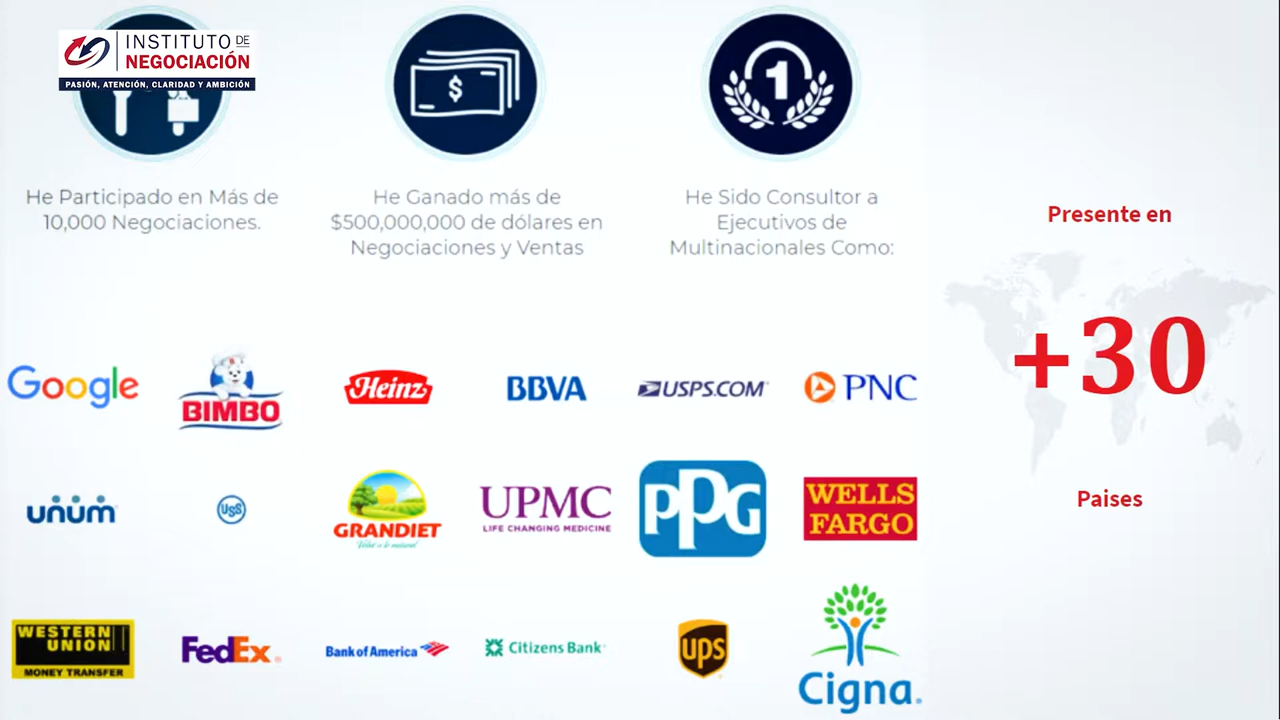 INSTITUTO DE
NEGOCIACIÓN
PASIÓN, ATENCIÓN, CLARIDAD Y AMBICIÓN
$
1
He Participado en Más de
10,000 Negociaciones.
He Ganado más de
$500,000,000 de dólares en
Negociaciones y Ventas
He Sido Consultor a
Ejecutivos de
Multinacionales Como:
Presente en
+30
Paises
Google
BIMBO
Heinz
BBVA
USPS.COM
PNC
unum
USS
GRANDIET
UPMC
LIFE CHANGING MEDICINE
PPG
WELLS
FARGO
WESTERN
UNION
MONEY TRANSFER
FedEx
Bank of America
Citizens Bank
ups
Cigna